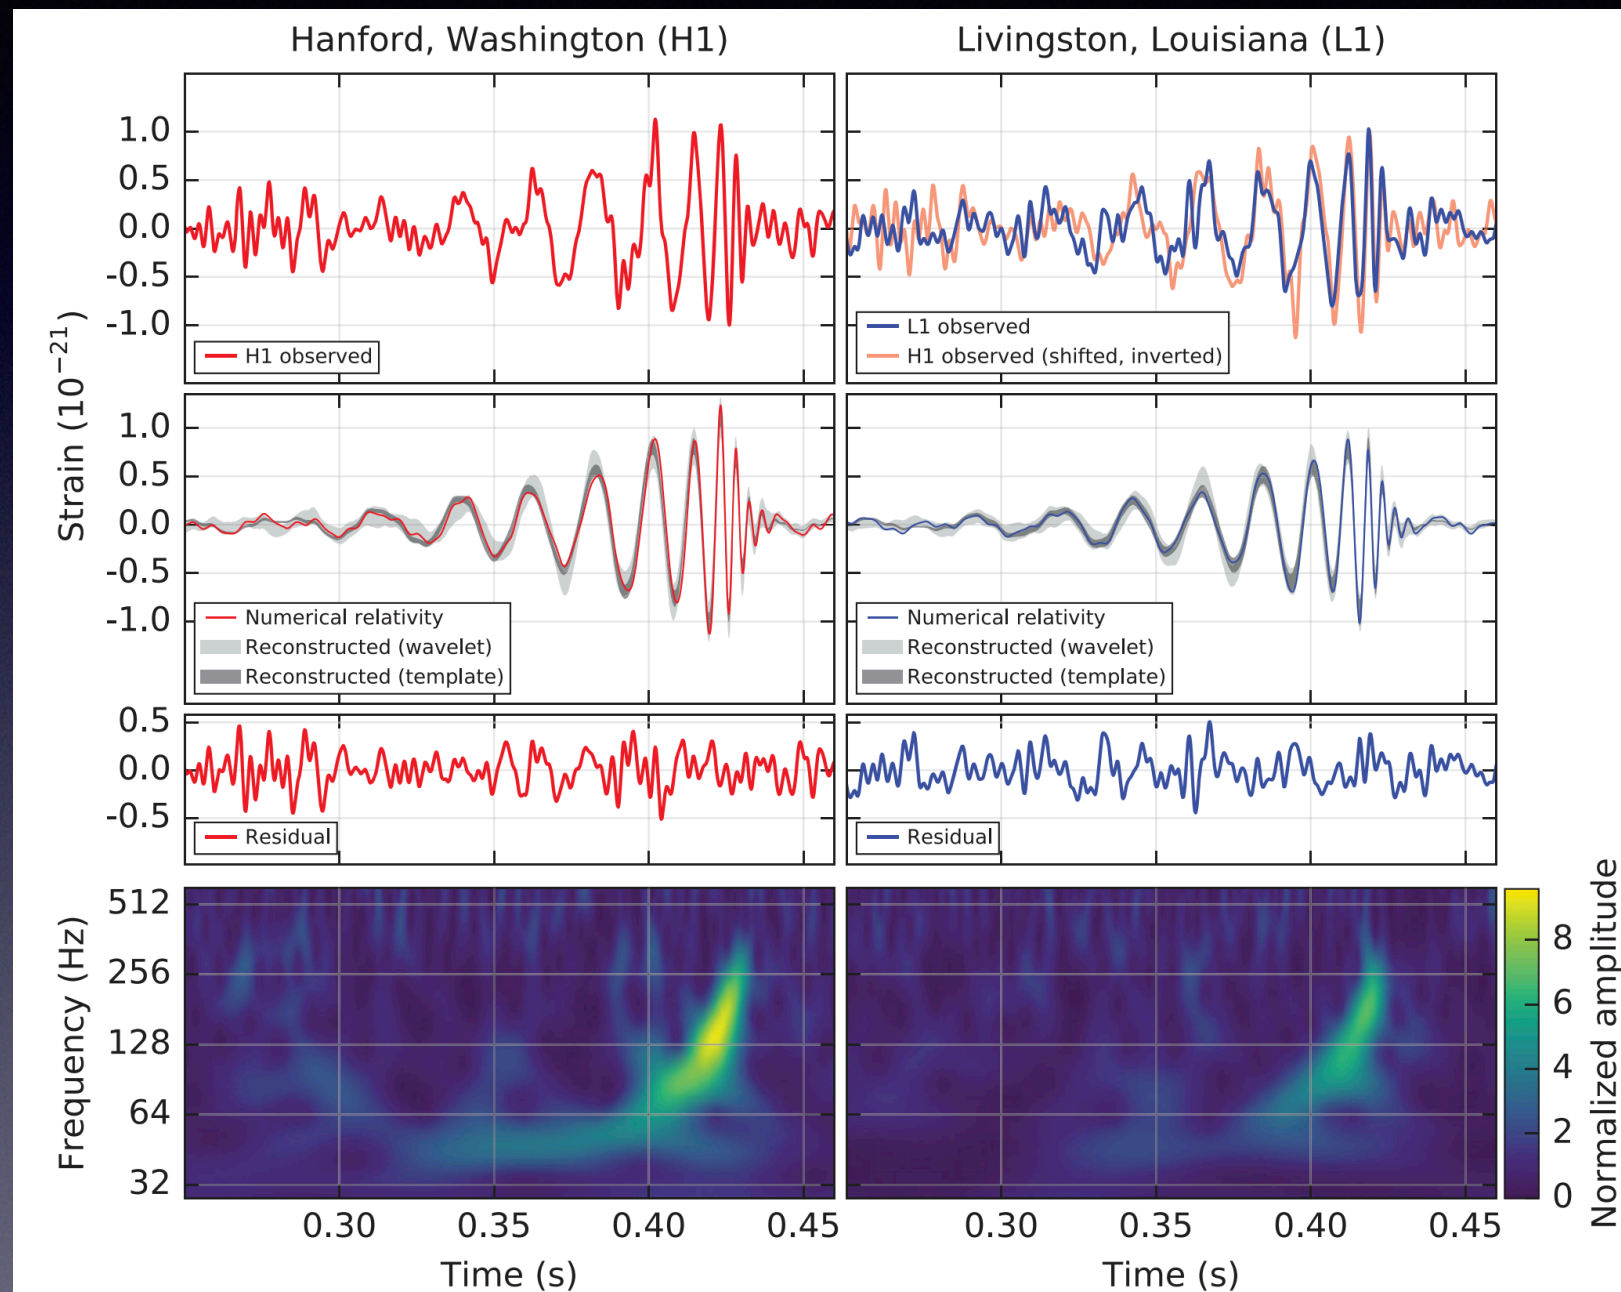 Hanford, Washington (H1)
Livingston, Louisiana (L1)
Strain (10⁻²¹)
1.0
0.5
0.0
-0.5
-1.0
H1 observed
L1 observed
H1 observed (shifted, inverted)
1.0
0.5
0.0
-0.5
-1.0
Numerical relativity
Reconstructed (wavelet)
Reconstructed (template)
Numerical relativity
Reconstructed (wavelet)
Reconstructed (template)
0.5
0.0
-0.5
Residual
Residual
Frequency (Hz)
512
256
128
64
32
0.30 0.35 0.40 0.45
Time (s)
0.30 0.35 0.40 0.45
Time (s)
8
6
4
2
0
Normalized amplitude